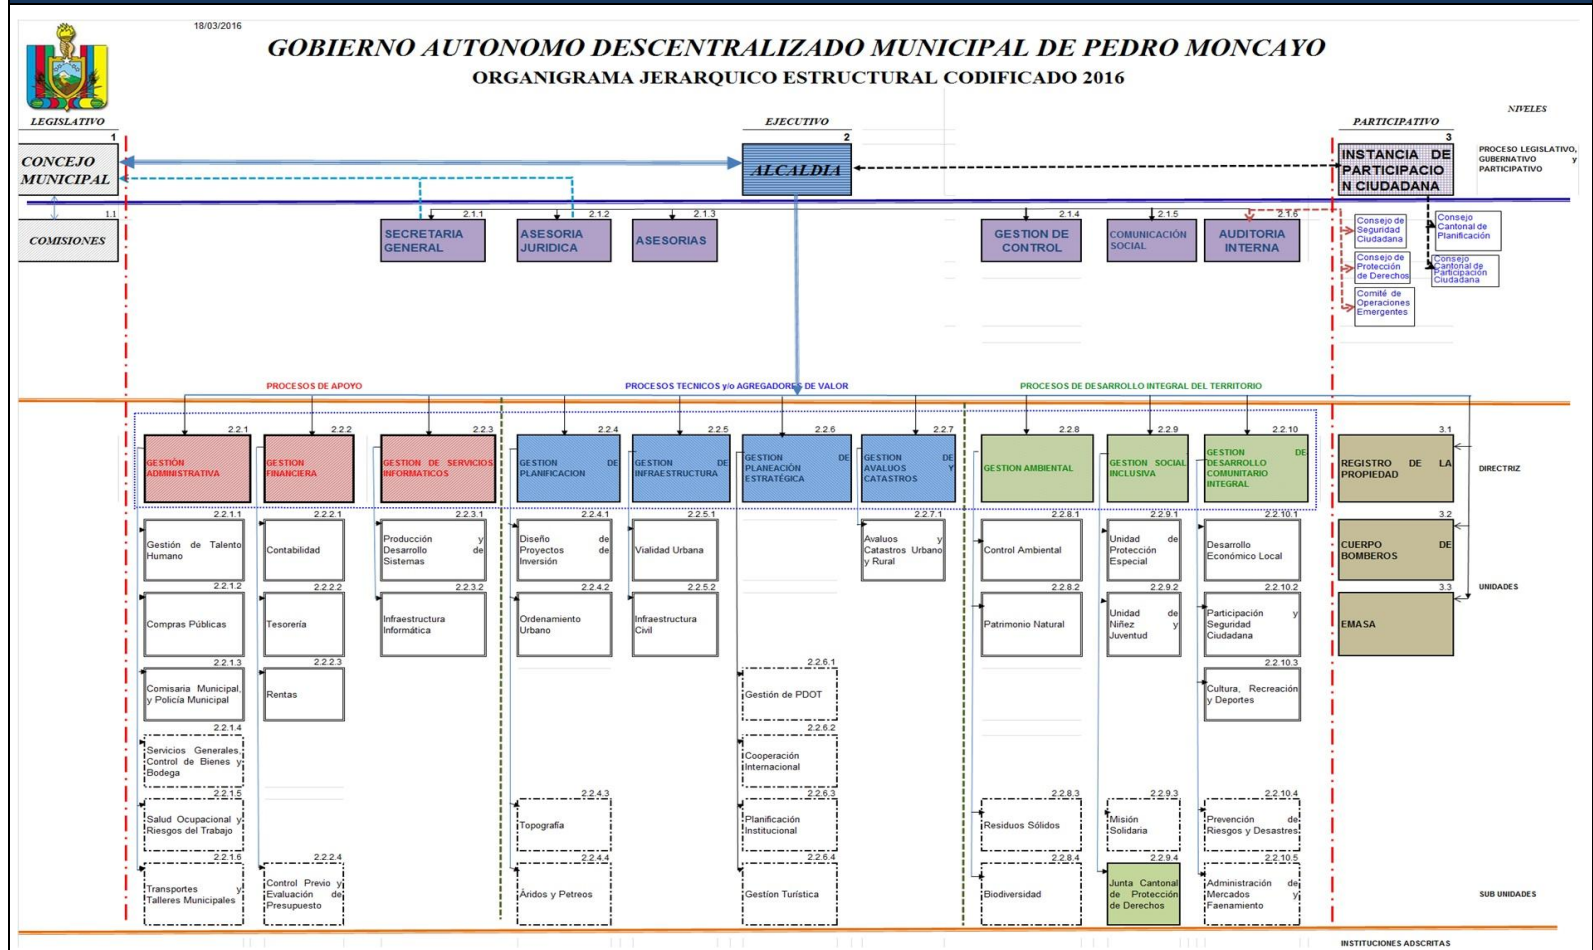 18/03/2016
GOBIERNO AUTONOMO DESCENTRALIZADO MUNICIPAL DE PEDRO MONCAYO
ORGANIGRAMA JERARQUICO ESTRUCTURAL CODIFICADO 2016
NIVELES
LEGISLATIVO
EJECUTIVO
PARTICIPATIVO
1
CONCEJO
MUNICIPAL
2
ALCALDIA
3
INSTANCIA DE
PARTICIPACIO
N CIUDADANA
PROCESO LEGISLATIVO,
GUBERNATIVO y
PARTICIPATIVO
1.1
COMISIONES
2.1.1
SECRETARIA
GENERAL
2.1.2
ASESORIA
JURIDICA
2.1.3
ASESORIAS
2.1.4
GESTION DE
CONTROL
2.1.5
COMUNICACIÓN
SOCIAL
2.1.6
AUDITORIA
INTERNA
Consejo de
Seguridad
Ciudadana
Consejo
Cantonal de
Planificación
Consejo de
Protección
de Derechos
Consejo
Cantonal de
Participación
Ciudadana
Comité de
Operaciones
Emergentes
PROCESOS DE APOYO
PROCESOS TECNICOS y/o AGREGADORES DE VALOR
PROCESOS DE DESARROLLO INTEGRAL DEL TERRITORIO
2.2.1
GESTIÓN
ADMINISTRATIVA
2.2.2
GESTION
FINANCIERA
2.2.3
GESTION DE SERVICIOS
INFORMATICOS
2.2.4
GESTION DE
PLANIFICACION
2.2.5
GESTION DE
INFRAESTRUCTURA
2.2.6
GESTION DE
PLANEACIÓN
ESTRATÉGICA
2.2.7
GESTION DE
AVALUOS Y
CATASTROS
2.2.8
GESTION AMBIENTAL
2.2.9
GESTION SOCIAL
INCLUSIVA
2.2.10
GESTION DE
DESARROLLO
COMUNITARIO
INTEGRAL
3.1
REGISTRO DE LA
PROPIEDAD
DIRECTRIZ
2.2.1.1
Gestión de Talento
Humano
2.2.2.1
Contabilidad
2.2.3.1
Producción y
Desarrollo de
Sistemas
2.2.4.1
Diseño de
Proyectos de
Inversión
2.2.5.1
Vialidad Urbana
2.2.7.1
Avaluos y
Catastros Urbano
y Rural
2.2.8.1
Control Ambiental
2.2.9.1
Unidad de
Protección
Especial
2.2.10.1
Desarrollo
Económico Local
3.2
CUERPO DE
BOMBEROS
2.2.1.2
Compras Públicas
2.2.2.2
Tesorería
2.2.3.2
Infraestructura
Informática
2.2.4.2
Ordenamiento
Urbano
2.2.5.2
Infraestructura
Civil
2.2.8.2
Patrimonio Natural
2.2.9.2
Unidad de
Niñez y
Juventud
2.2.10.2
Participación y
Seguridad
Ciudadana
3.3
EMASA
UNIDADES
2.2.1.3
Comisaria Municipal,
y Policía Municipal
2.2.2.3
Rentas
2.2.6.1
Gestión de PDOT
2.2.10.3
Cultura, Recreación
y Deportes
2.2.1.4
Servicios Generales,
Control de Bienes y
Bodega
2.2.6.2
Cooperación
Internacional
2.2.1.5
Salud Ocupacional y
Riesgos del Trabajo
2.2.4.3
Topografía
2.2.6.3
Planificación
Institucional
2.2.8.3
Residuos Sólidos
2.2.9.3
Misión
Solidaria
2.2.10.4
Prevención de
Riesgos y Desastres
2.2.1.6
Transportes y
Talleres Municipales
2.2.2.4
Control Previo y
Evaluación de
Presupuesto
2.2.4.4
Áridos y Petreos
2.2.6.4
Gestíon Turística
2.2.8.4
Biodiversidad
2.2.9.4
Junta Cantonal
de Protección
de Derechos
2.2.10.5
Administración de
Mercados y
Faenamiento
SUB UNIDADES
INSTITUCIONES ADSCRITAS